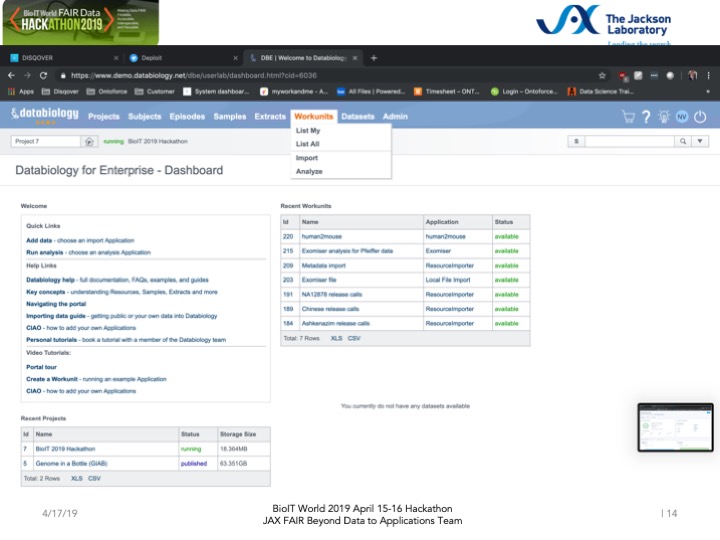 BioIT World FAIR Data
HACKATHON2019
The Jackson
Laboratory
Leading the search
DISQOVER
Deploit
DBE | Welcome to Databiology
https://www.demo.databiology.net/dbe/userlab/dashboard.html?cid=6036
Apps Disqover Ontoforce Customer System dashboar... myworkandme - A... All Files | Powered... Timesheet – ONT... Login – Ontoforce... Data Science Trai...
databiology Projects Subjects Episodes Samples Extracts Workunits Datasets Admin
? NV
List My
List All
Import
Analyze
Project 7 running BioIT 2019 Hackathon
Databiology for Enterprise - Dashboard
Welcome
Quick Links
Add data - choose an import Application
Run analysis - choose an analysis Application
Help Links
Databiology help - full documentation, FAQs, examples, and guides
Key concepts - understanding Resources, Samples, Extracts and more
Navigating the portal
Importing data guide - getting public or your own data into Databiology
CIAO - how to add your own Applications
Personal tutorials - book a tutorial with a member of the Databiology team
Video Tutorials:
Portal tour
Create a Workunit - running an example Application
CIAO - how to add your own Applications
Recent Workunits
Id Name Application Status
220 human2mouse human2mouse available
215 Exomiser analysis for Pfeiffer data Exomiser available
209 Metadata import ResourceImporter available
203 Exomiser file Local File Import available
191 NA12878 release calls ResourceImporter available
189 Chinese release calls ResourceImporter available
184 Ashkenazim release calls ResourceImporter available
Total: 7 Rows XLS CSV
You currently do not have any datasets available
Recent Projects
Id Name Status Storage Size
7 BioIT 2019 Hackathon running 18.364MB
5 Genome in a Bottle (GIAB) published 63.351GB
Total: 2 Rows XLS CSV
4/17/19
BioIT World 2019 April 15-16 Hackathon
JAX FAIR Beyond Data to Applications Team
| 14